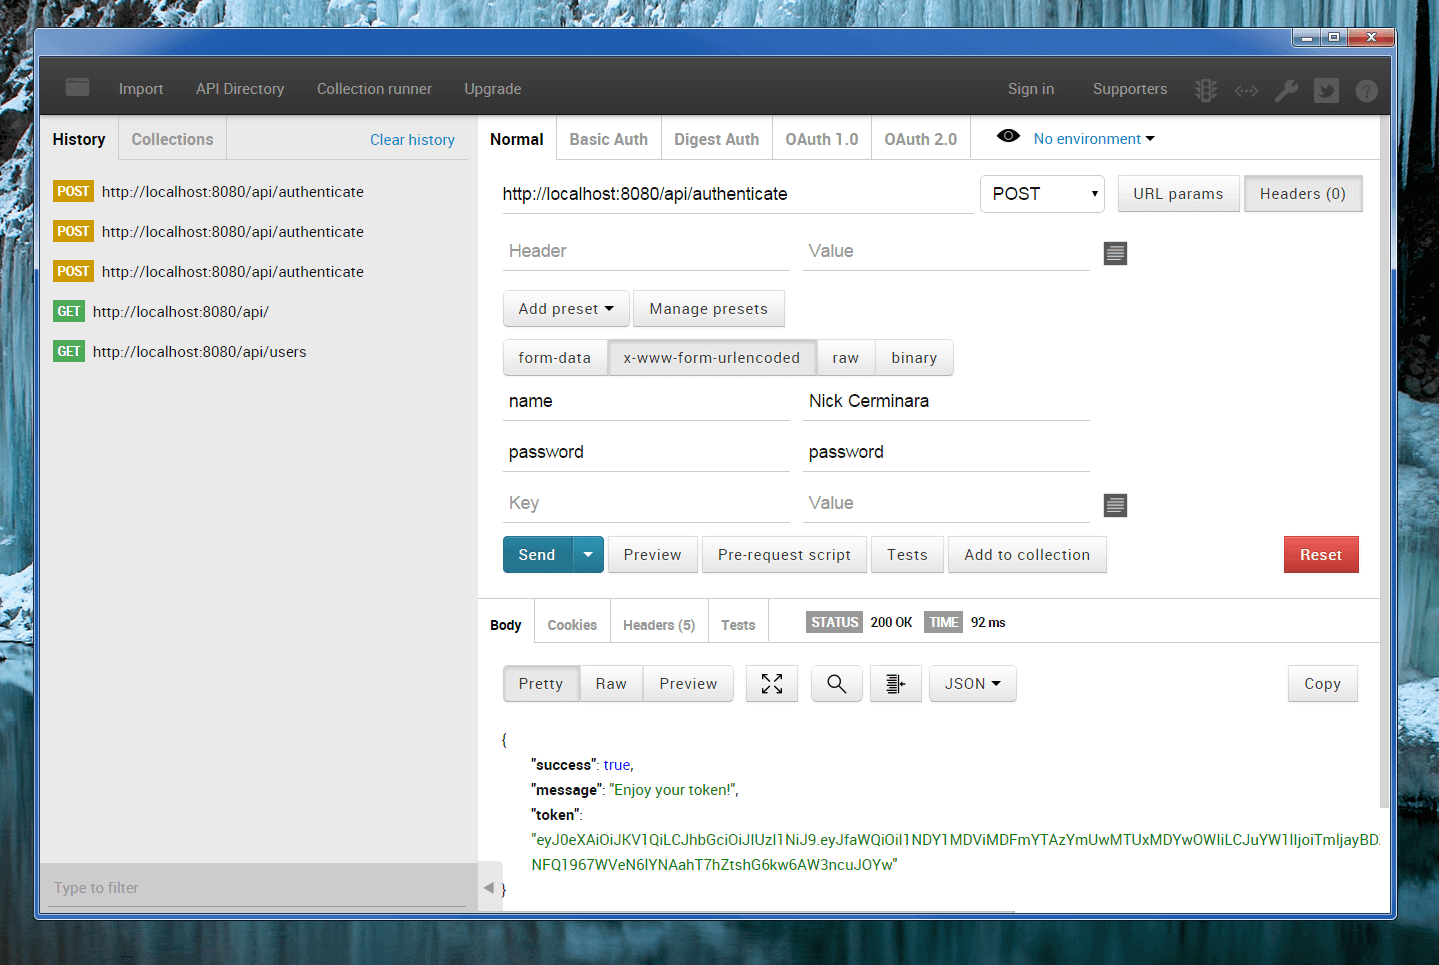 Import API Directory Collection runner Upgrade Sign in Supporters
History Collections Clear history
POST http://localhost:8080/api/authenticate
POST http://localhost:8080/api/authenticate
POST http://localhost:8080/api/authenticate
GET http://localhost:8080/api/
GET http://localhost:8080/api/users
Type to filter
Normal Basic Auth Digest Auth OAuth 1.0 OAuth 2.0 No environment
http://localhost:8080/api/authenticate POST URL params Headers (0)
Header Value
Add preset Manage presets
form-data x-www-form-urlencoded raw binary
name Nick Cerminara
password password
Key Value
Send Preview Pre-request script Tests Add to collection Reset
Body Cookies Headers (5) Tests STATUS 200 OK TIME 92 ms
Pretty Raw Preview JSON Copy
{
"success": true,
"message": "Enjoy your token!",
"token":
NFQ1967WVeN6lYNAahT7hZtshG6kw6AW3ncuJOYw"
}